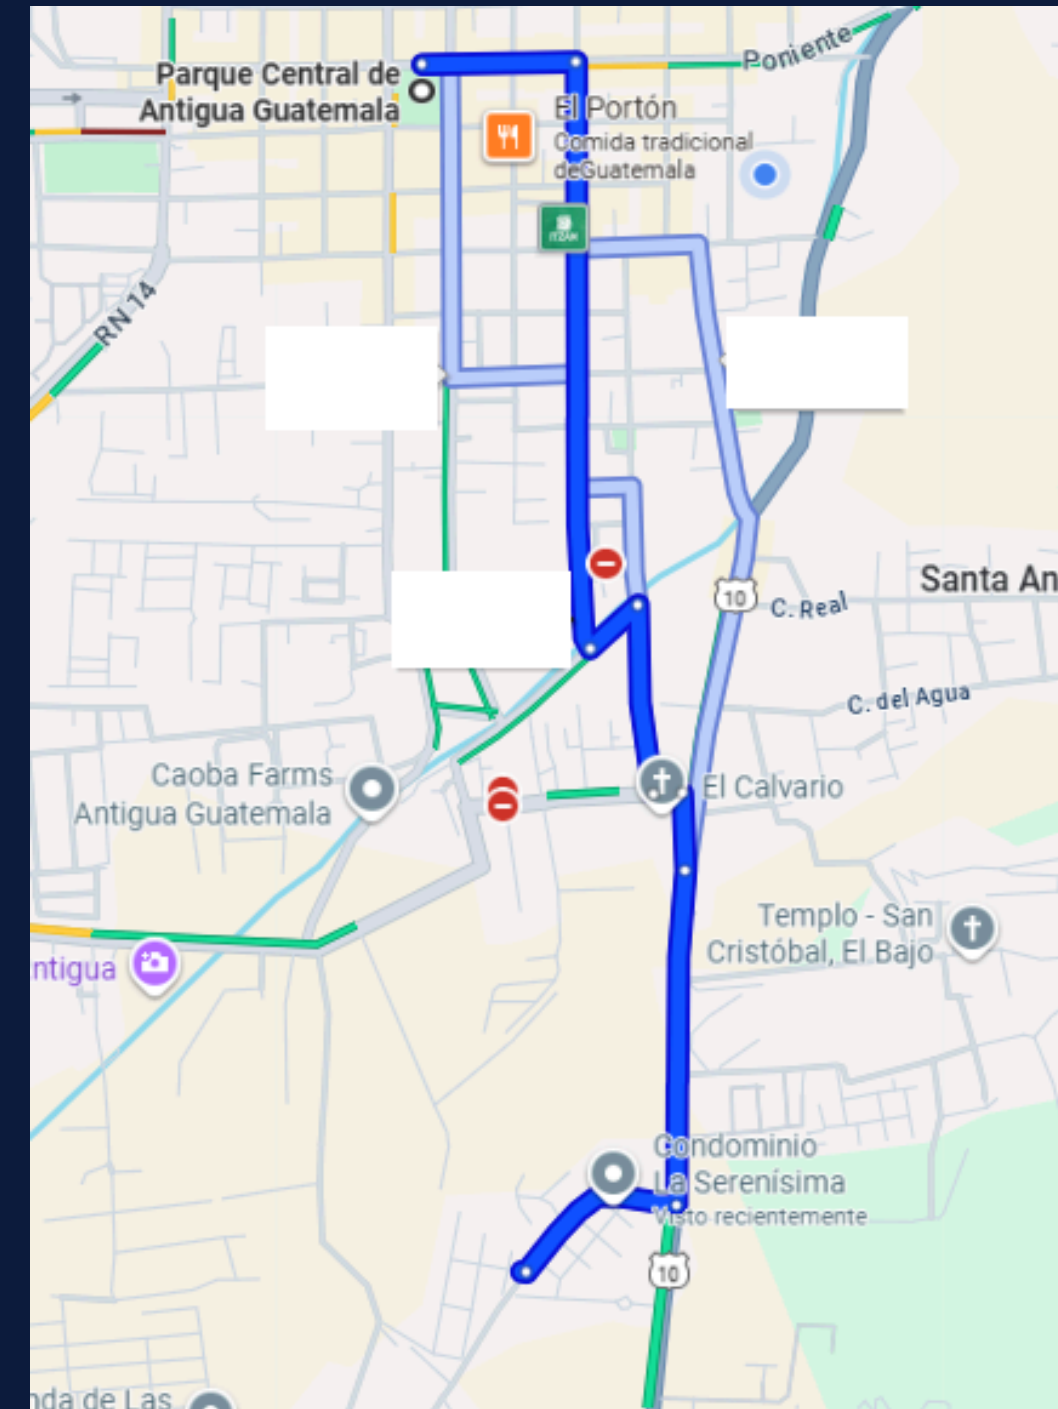 Poniente
Parque Central de
Antigua Guatemala
El Portón
Comida tradicional
deGuatemala
ITZAM
RN 14
10
C. Real
Santa An
C. del Agua
Caoba Farms
Antigua Guatemala
El Calvario
Templo - San
Cristóbal, El Bajo
ntigua
Condominio
La Serenísima
Visto recientemente
10
nda de Las